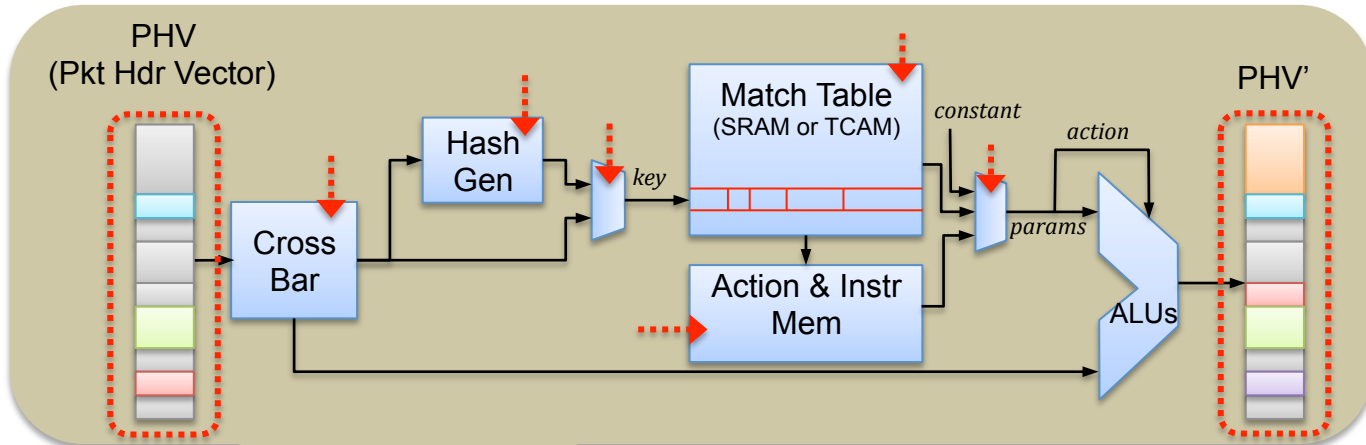 PHV
(Pkt Hdr Vector)
Cross
Bar
Hash
Gen
key
Match Table
(SRAM or TCAM)
Action & Instr
Mem
constant
params
action
ALUs
PHV’